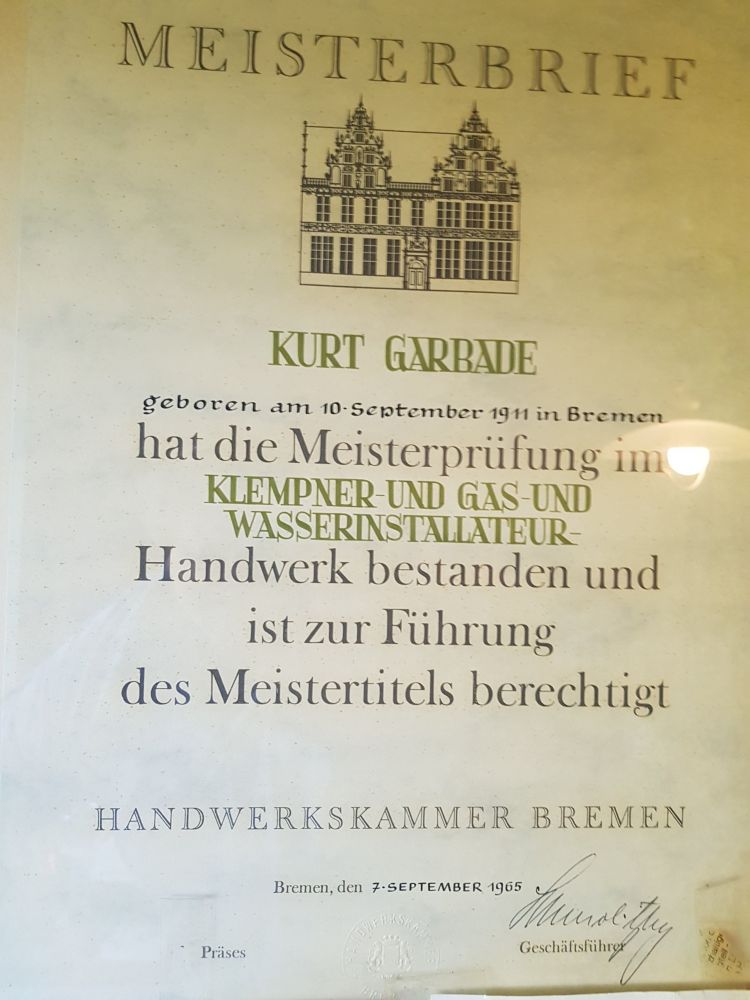 MEISTERBRIEF
KURT GARBADE
geboren am 10. September 1911 in Bremen
hat die Meisterprüfung im
KLEMPNER- UND GAS- UND
WASSERINSTALLATEUR-
Handwerk bestanden und
ist zur Führung
des Meistertitels berechtigt
HANDWERKSKAMMER BREMEN
Bremen, den 7. SEPTEMBER 1965
Präses
Geschäftsführer